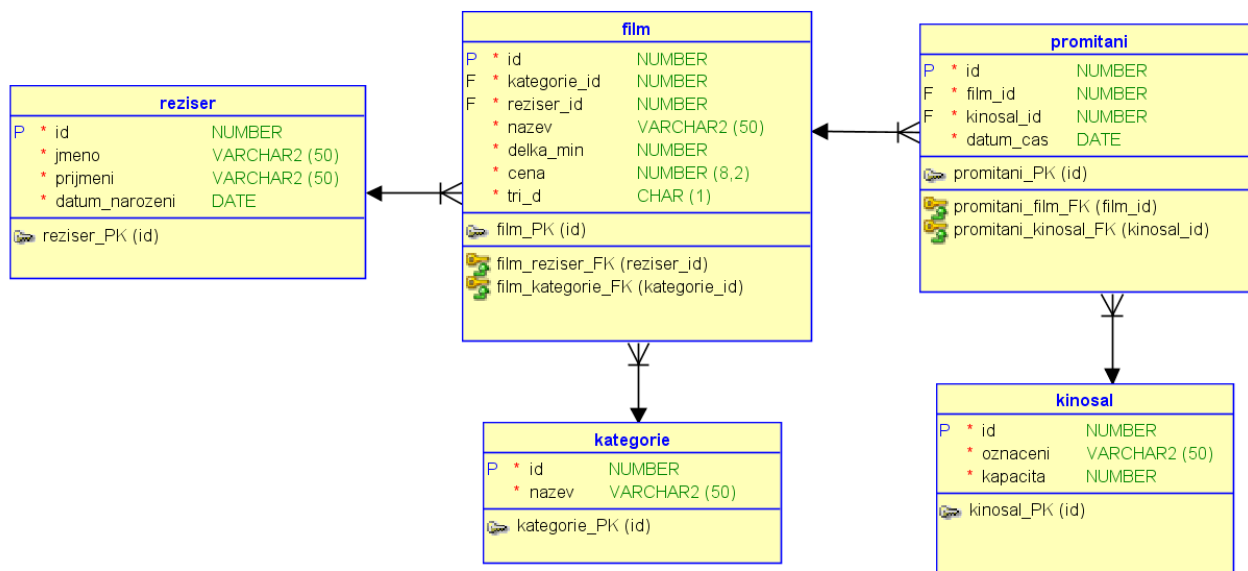 reziser
P * id NUMBER
* jmeno VARCHAR2 (50)
* prijmeni VARCHAR2 (50)
* datum_narozeni DATE
reziser_PK (id)
film
P * id NUMBER
F * kategorie_id NUMBER
F * reziser_id NUMBER
* nazev VARCHAR2 (50)
* delka_min NUMBER
* cena NUMBER (8,2)
* tri_d CHAR (1)
film_PK (id)
film_reziser_FK (reziser_id)
film_kategorie_FK (kategorie_id)
promitani
P * id NUMBER
F * film_id NUMBER
F * kinosal_id NUMBER
* datum_cas DATE
promitani_PK (id)
promitani_film_FK (film_id)
promitani_kinosal_FK (kinosal_id)
kategorie
P * id NUMBER
* nazev VARCHAR2 (50)
kategorie_PK (id)
kinosal
P * id NUMBER
* oznaceni VARCHAR2 (50)
* kapacita NUMBER
kinosal_PK (id)